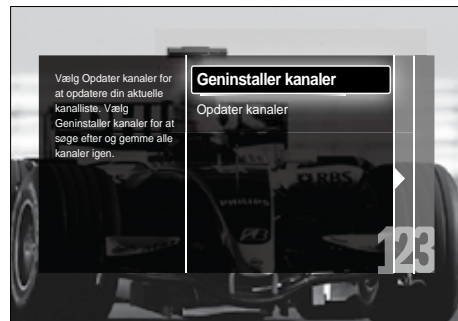 Vælg Opdater kanaler for
at opdatere din aktuelle
kanalliste. Vælg
Geninstaller kanaler for at
søge efter og gemme alle
kanaler igen.
Geninstaller kanaler
Opdater kanaler
RBS
PHILIPS
123